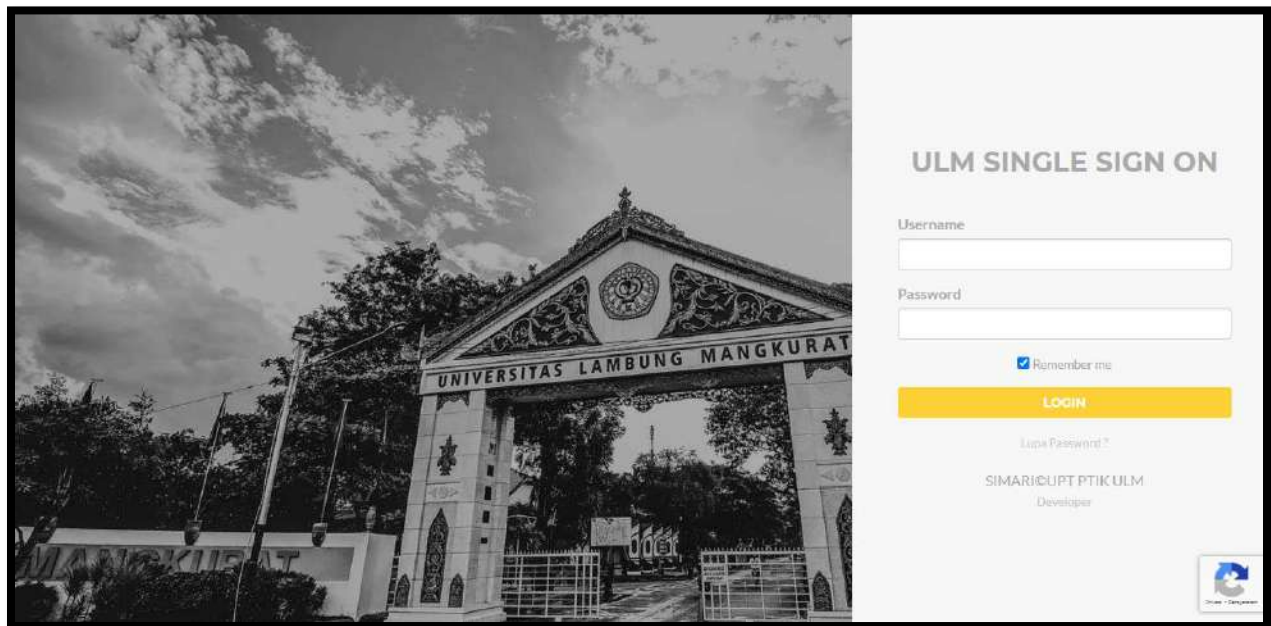 UNIVERSITAS LAMBUNG MANGKURAT
MANGKURAT
ULM SINGLE SIGN ON
Username
Password
Remember me
LOGIN
Lupa Password ?
SIMARI©UPT PTIK ULM
Developer